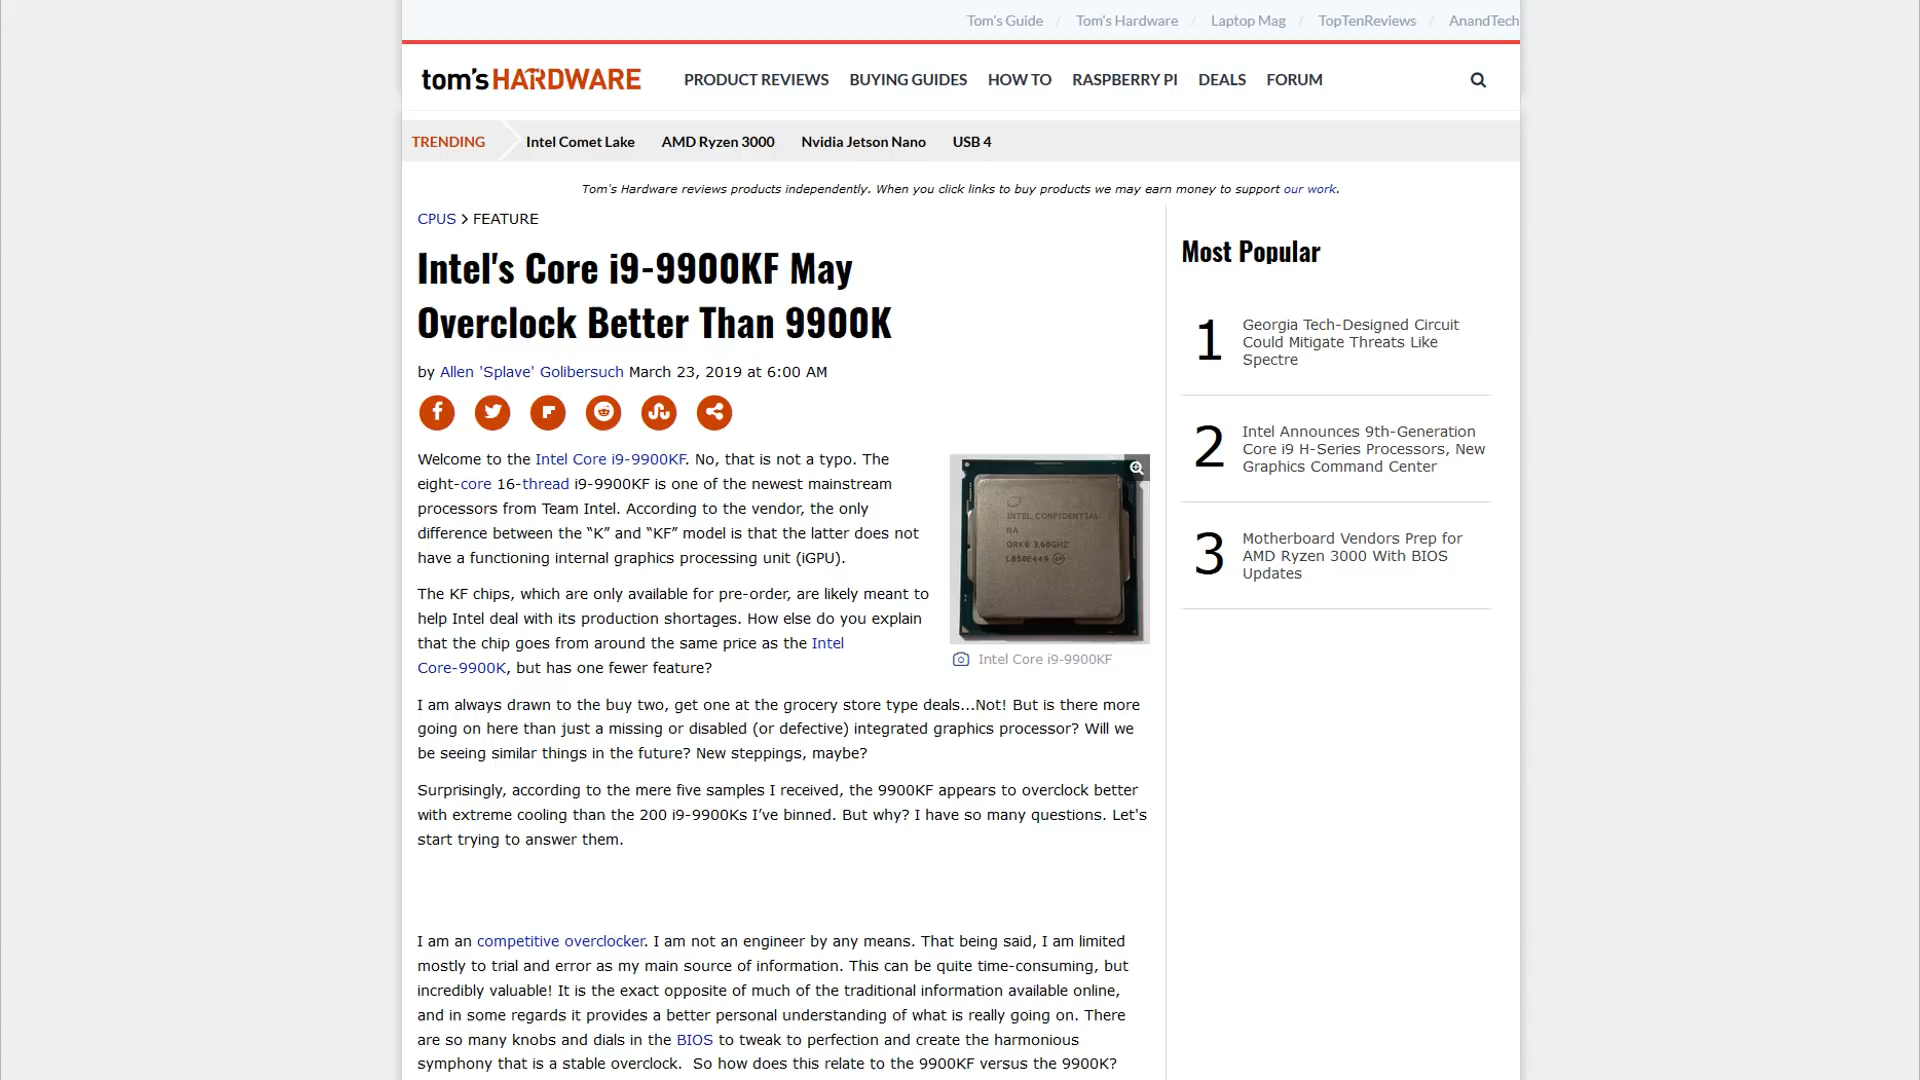 Tom's Guide / Tom's Hardware / Laptop Mag / TopTenReviews / AnandTech
tom's HARDWARE
PRODUCT REVIEWS BUYING GUIDES HOW TO RASPBERRY PI DEALS FORUM
TRENDING Intel Comet Lake AMD Ryzen 3000 Nvidia Jetson Nano USB 4
Tom's Hardware reviews products independently. When you click links to buy products we may earn money to support our work.
CPUS > FEATURE
Intel's Core i9-9900KF May
Overclock Better Than 9900K
by Allen 'Splave' Golibersuch March 23, 2019 at 6:00 AM
Welcome to the Intel Core i9-9900KF. No, that is not a typo. The
eight-core 16-thread i9-9900KF is one of the newest mainstream
processors from Team Intel. According to the vendor, the only
difference between the “K” and “KF” model is that the latter does not
have a functioning internal graphics processing unit (iGPU).
The KF chips, which are only available for pre-order, are likely meant to
help Intel deal with its production shortages. How else do you explain
that the chip goes from around the same price as the Intel
Core-9900K, but has one fewer feature?
INTEL CONFIDENTIAL
NA
QRK0 3.60GHZ
L850E449
Intel Core i9-9900KF
I am always drawn to the buy two, get one at the grocery store type deals...Not! But is there more
going on here than just a missing or disabled (or defective) integrated graphics processor? Will we
be seeing similar things in the future? New steppings, maybe?
Surprisingly, according to the mere five samples I received, the 9900KF appears to overclock better
with extreme cooling than the 200 i9-9900Ks I’ve binned. But why? I have so many questions. Let's
start trying to answer them.
I am an competitive overclocker. I am not an engineer by any means. That being said, I am limited
mostly to trial and error as my main source of information. This can be quite time-consuming, but
incredibly valuable! It is the exact opposite of much of the traditional information available online,
and in some regards it provides a better personal understanding of what is really going on. There
are so many knobs and dials in the BIOS to tweak to perfection and create the harmonious
symphony that is a stable overclock. So how does this relate to the 9900KF versus the 9900K?
Most Popular
1
Georgia Tech-Designed Circuit
Could Mitigate Threats Like
Spectre
2
Intel Announces 9th-Generation
Core i9 H-Series Processors, New
Graphics Command Center
3
Motherboard Vendors Prep for
AMD Ryzen 3000 With BIOS
Updates